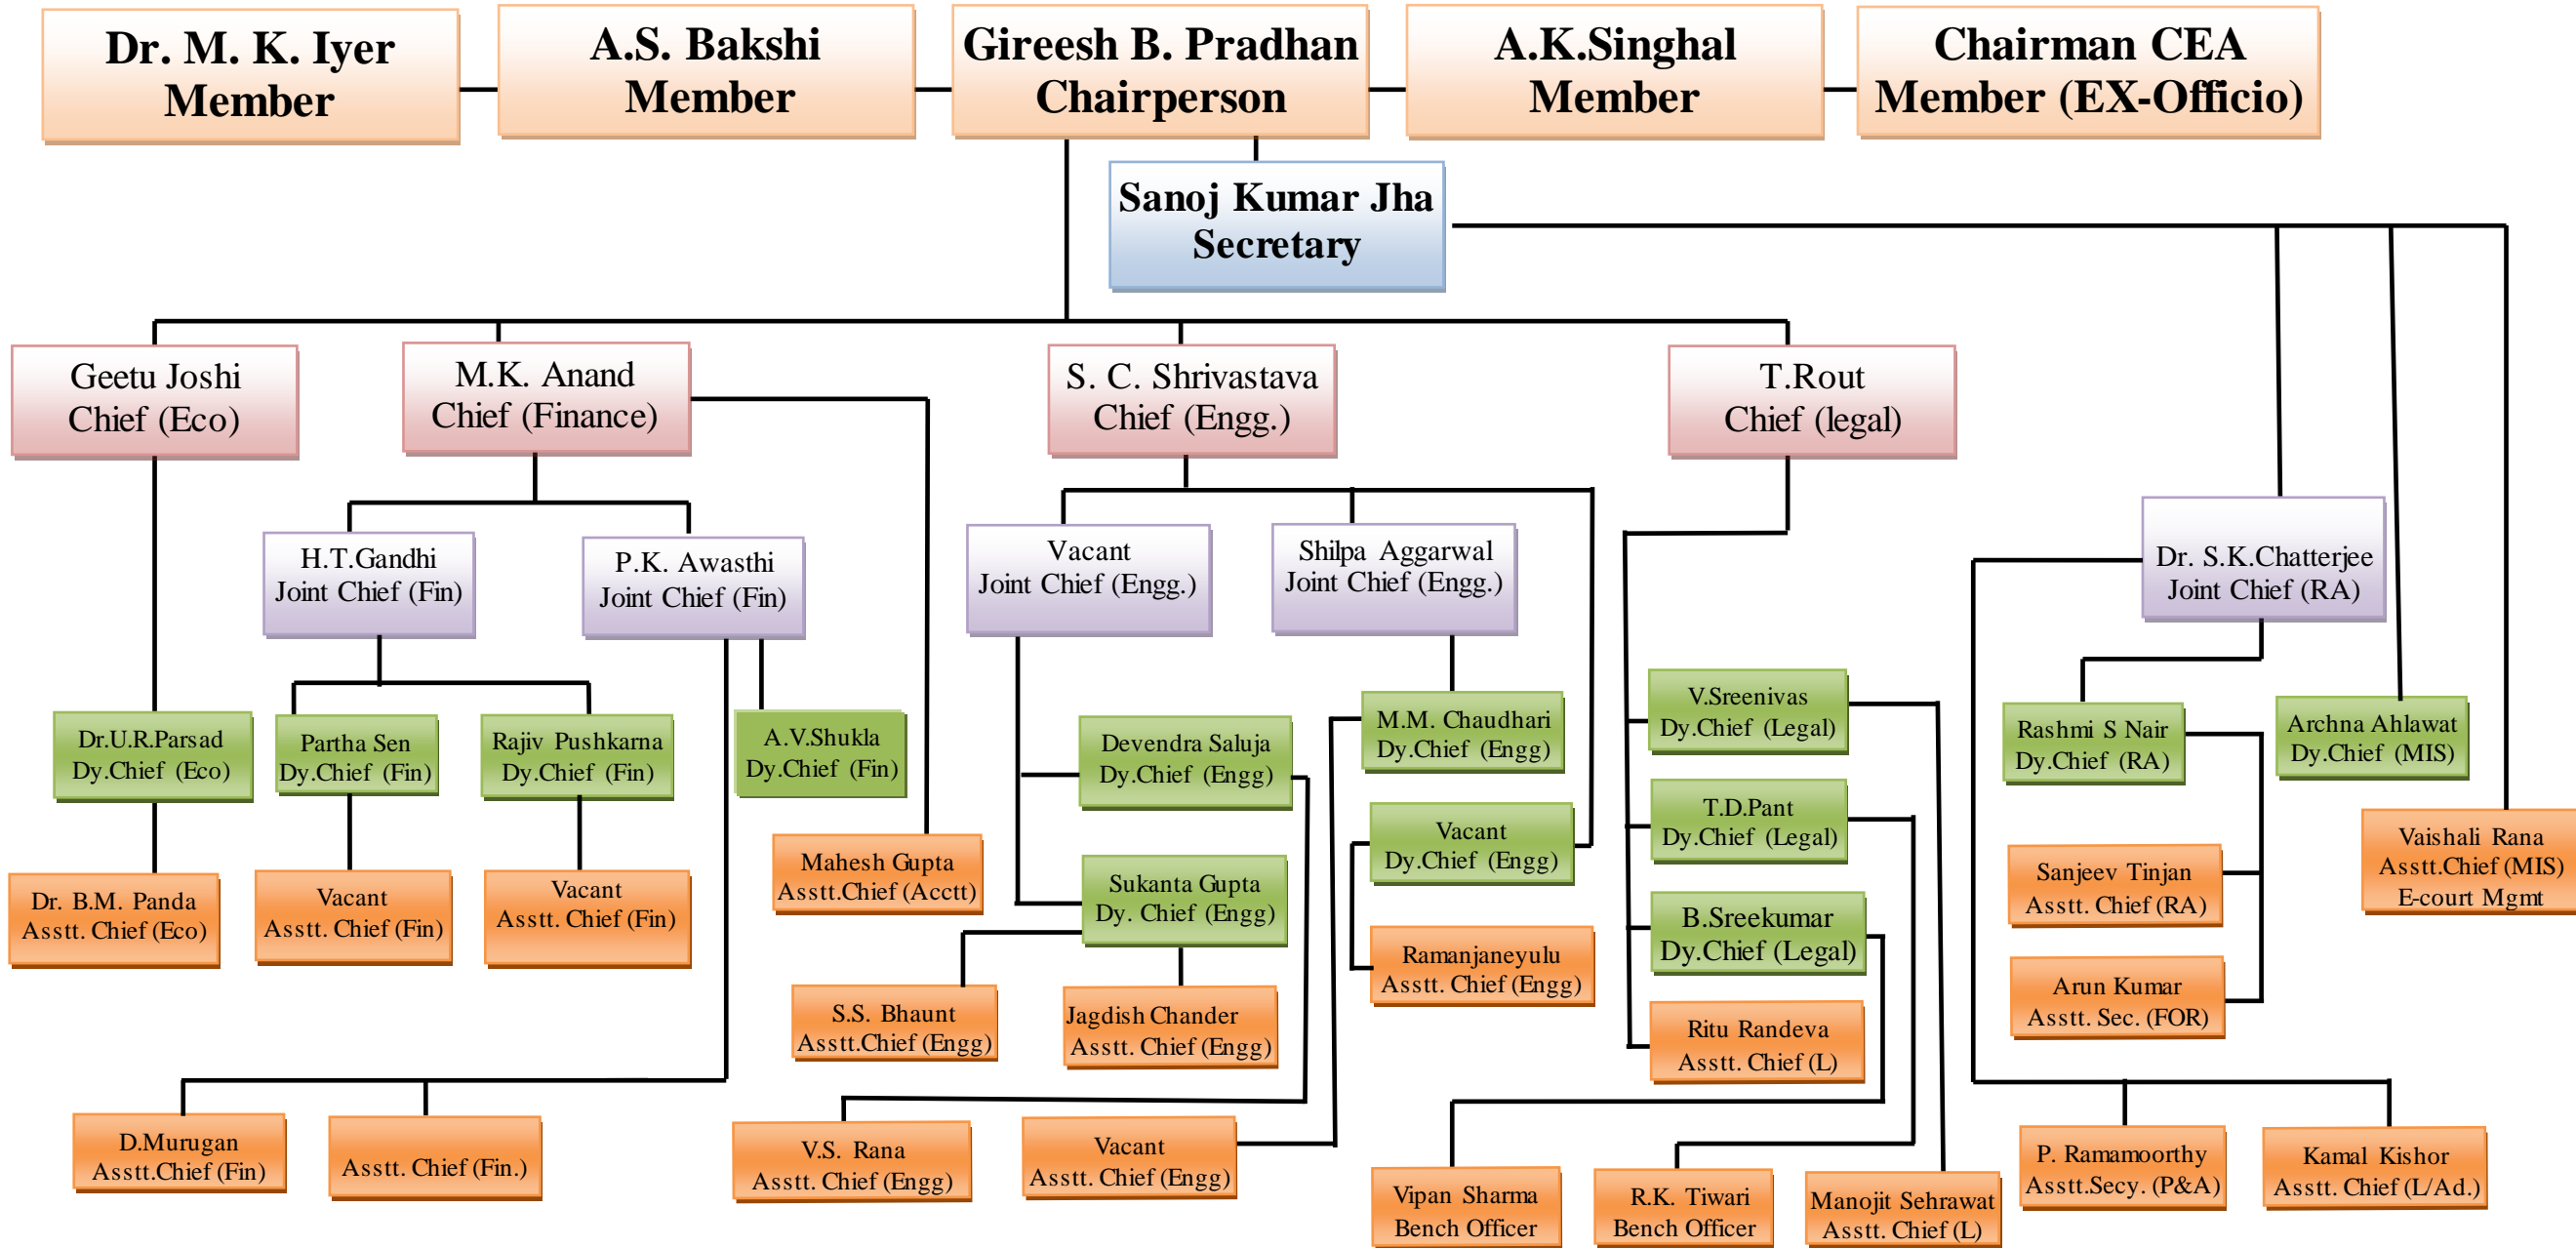 Dr. M. K. Iyer
Member
A.S. Bakshi
Member
Gireesh B. Pradhan
Chairperson
A.K.Singhal
Member
Chairman CEA
Member (EX-Officio)
Sanoj Kumar Jha
Secretary
Geetu Joshi
Chief (Eco)
M.K. Anand
Chief (Finance)
S. C. Shrivastava
Chief (Engg.)
T.Rout
Chief (legal)
H.T.Gandhi
Joint Chief (Fin)
P.K. Awasthi
Joint Chief (Fin)
Vacant
Joint Chief (Engg.)
Shilpa Aggarwal
Joint Chief (Engg.)
Dr. S.K.Chatterjee
Joint Chief (RA)
Dr.U.R.Parsad
Dy.Chief (Eco)
Partha Sen
Dy.Chief (Fin)
Rajiv Pushkarna
Dy.Chief (Fin)
A.V.Shukla
Dy.Chief (Fin)
Devendra Saluja
Dy.Chief (Engg)
M.M. Chaudhari
Dy.Chief (Engg)
V.Sreenivas
Dy.Chief (Legal)
Rashmi S Nair
Dy.Chief (RA)
Archna Ahlawat
Dy.Chief (MIS)
T.D.Pant
Dy.Chief (Legal)
Vacant
Dy.Chief (Engg)
Vaishali Rana
Asstt.Chief (MIS)
E-court Mgmt
Mahesh Gupta
Asstt.Chief (Acctt)
Sukanta Gupta
Dy. Chief (Engg)
B.Sreekumar
Dy.Chief (Legal)
Sanjeev Tinjan
Asstt. Chief (RA)
Dr. B.M. Panda
Asstt. Chief (Eco)
Vacant
Asstt. Chief (Fin)
Vacant
Asstt. Chief (Fin)
Ramanjaneyulu
Asstt. Chief (Engg)
Arun Kumar
Asstt. Sec. (FOR)
S.S. Bhaunt
Asstt.Chief (Engg)
Jagdish Chander
Asstt. Chief (Engg)
Ritu Randeva
Asstt. Chief (L)
D.Murugan
Asstt.Chief (Fin)
Asstt. Chief (Fin.)
V.S. Rana
Asstt. Chief (Engg)
Vacant
Asstt. Chief (Engg)
Vipan Sharma
Bench Officer
R.K. Tiwari
Bench Officer
Manojit Sehrawat
Asstt. Chief (L)
P. Ramamoorthy
Asstt.Secy. (P&A)
Kamal Kishor
Asstt. Chief (L/Ad.)